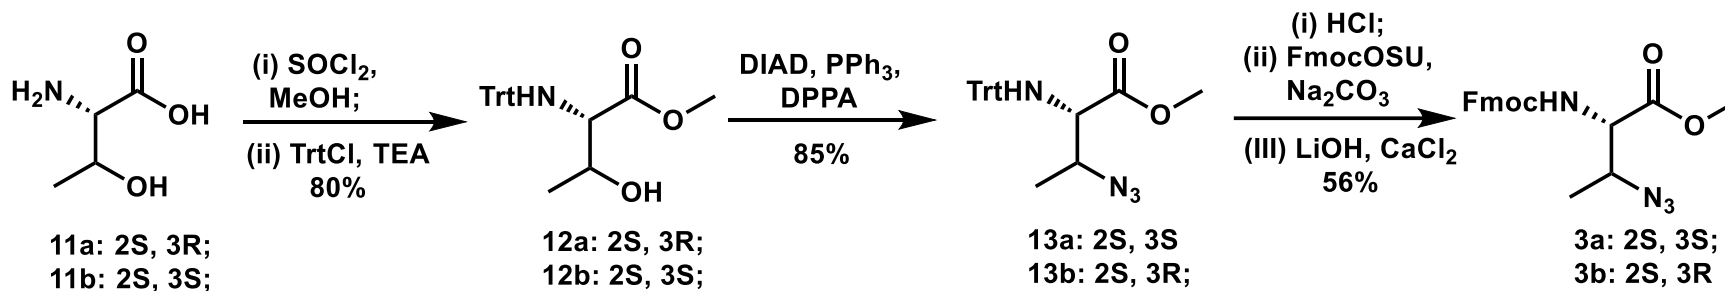 H₂N
O
OH
OH
11a: 2S, 3R;
11b: 2S, 3S;
(i) SOCl₂,
MeOH;
(ii) TrtCl, TEA
80%
TrtHN
O
O
OH
12a: 2S, 3R;
12b: 2S, 3S;
DIAD, PPh₃,
DPPA
85%
TrtHN
O
O
N₃
13a: 2S, 3S
13b: 2S, 3R;
(i) HCl;
(ii) FmocOSU,
Na₂CO₃
(III) LiOH, CaCl₂
56%
FmocHN
O
O
N₃
3a: 2S, 3S;
3b: 2S, 3R